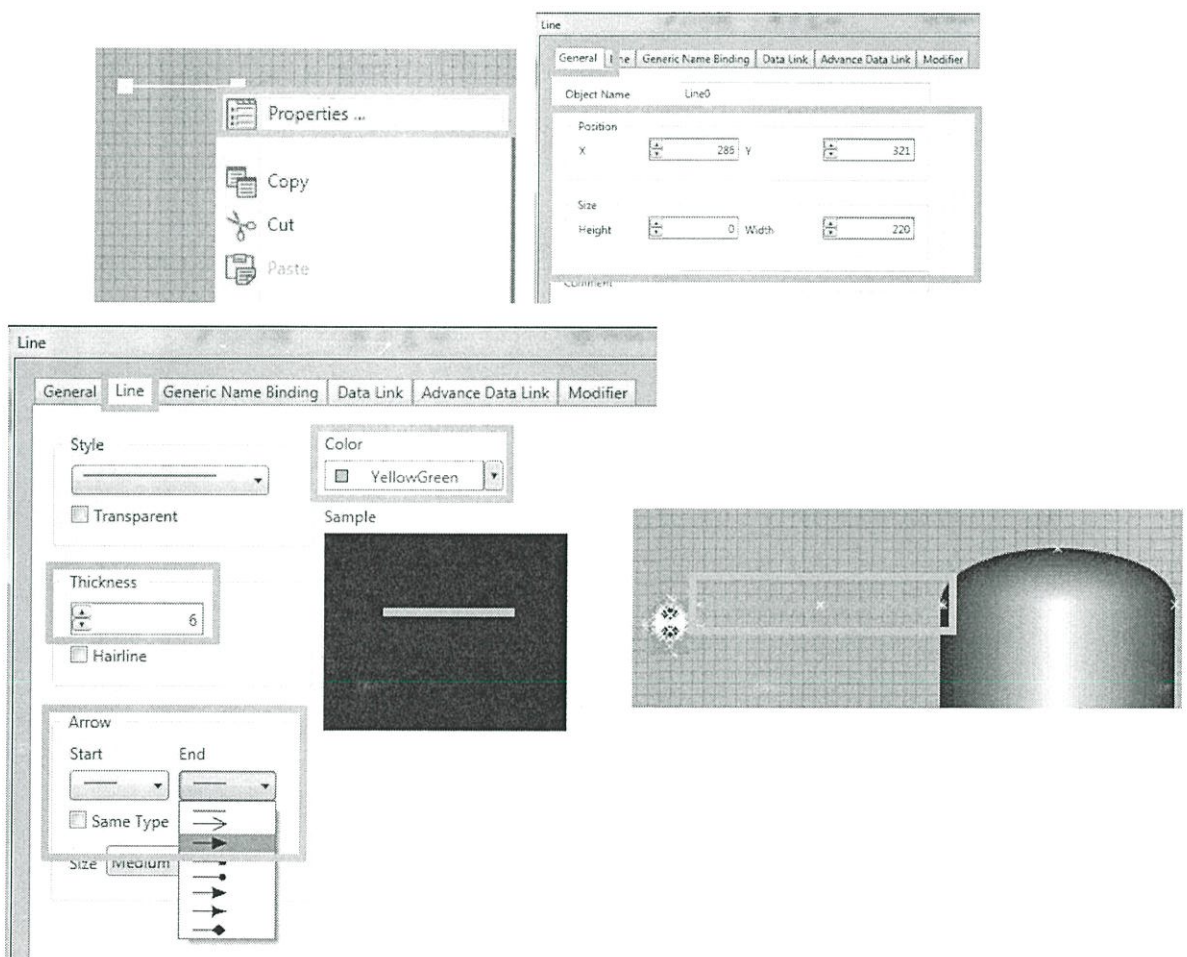 Properties ...
Copy
Cut
Paste
Line
General Generic Name Binding Data Link Advance Data Link Modifier
Object Name Line0
Position
X 286 Y 321
Size
Height 0 Width 220
Comment
Line
General Line Generic Name Binding Data Link Advance Data Link Modifier
Style
Transparent
Color
YellowGreen
Sample
Thickness
6
Hairline
Arrow
Start End
Same Type
Size Medium